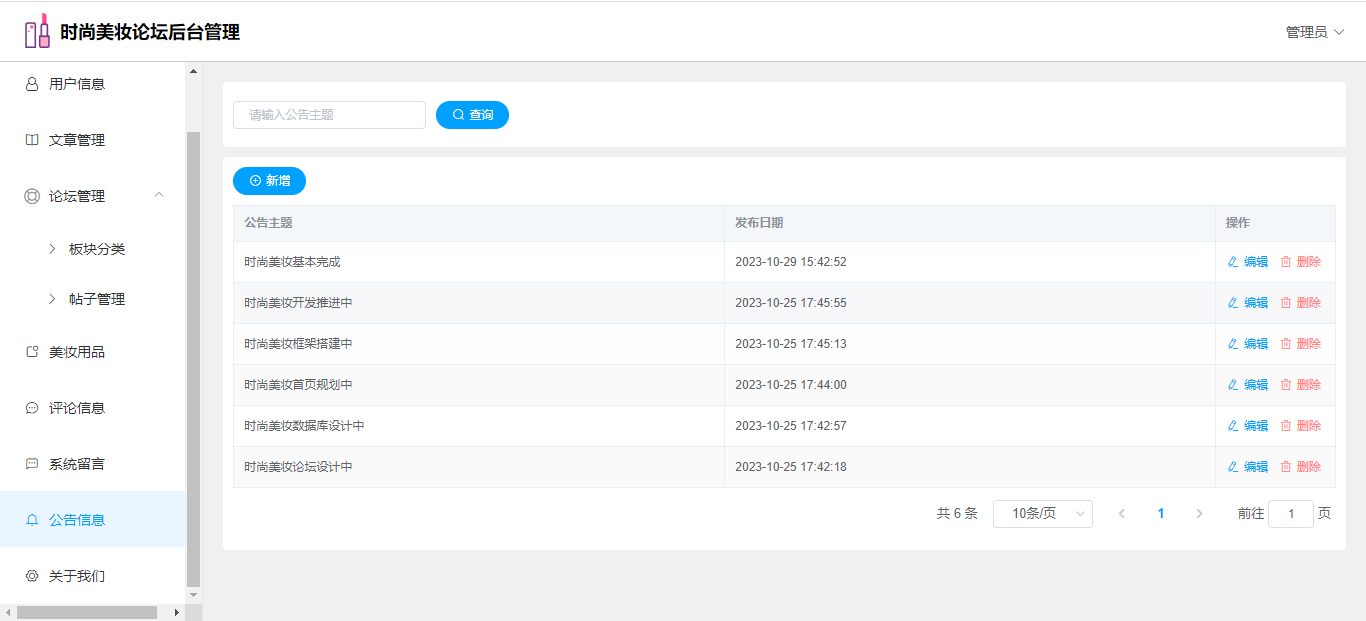 时尚美妆论坛后台管理
管理员
用户信息
文章管理
论坛管理
板块分类
帖子管理
美妆用品
评论信息
系统留言
公告信息
关于我们
请输入公告主题
查询
新增
公告主题 发布日期 操作
时尚美妆基本完成 2023-10-29 15:42:52 编辑 删除
时尚美妆开发推进中 2023-10-25 17:45:55 编辑 删除
时尚美妆框架搭建中 2023-10-25 17:45:13 编辑 删除
时尚美妆首页规划中 2023-10-25 17:44:00 编辑 删除
时尚美妆数据库设计中 2023-10-25 17:42:57 编辑 删除
时尚美妆论坛设计中 2023-10-25 17:42:18 编辑 删除
共 6 条 10条/页 1 前往 1 页